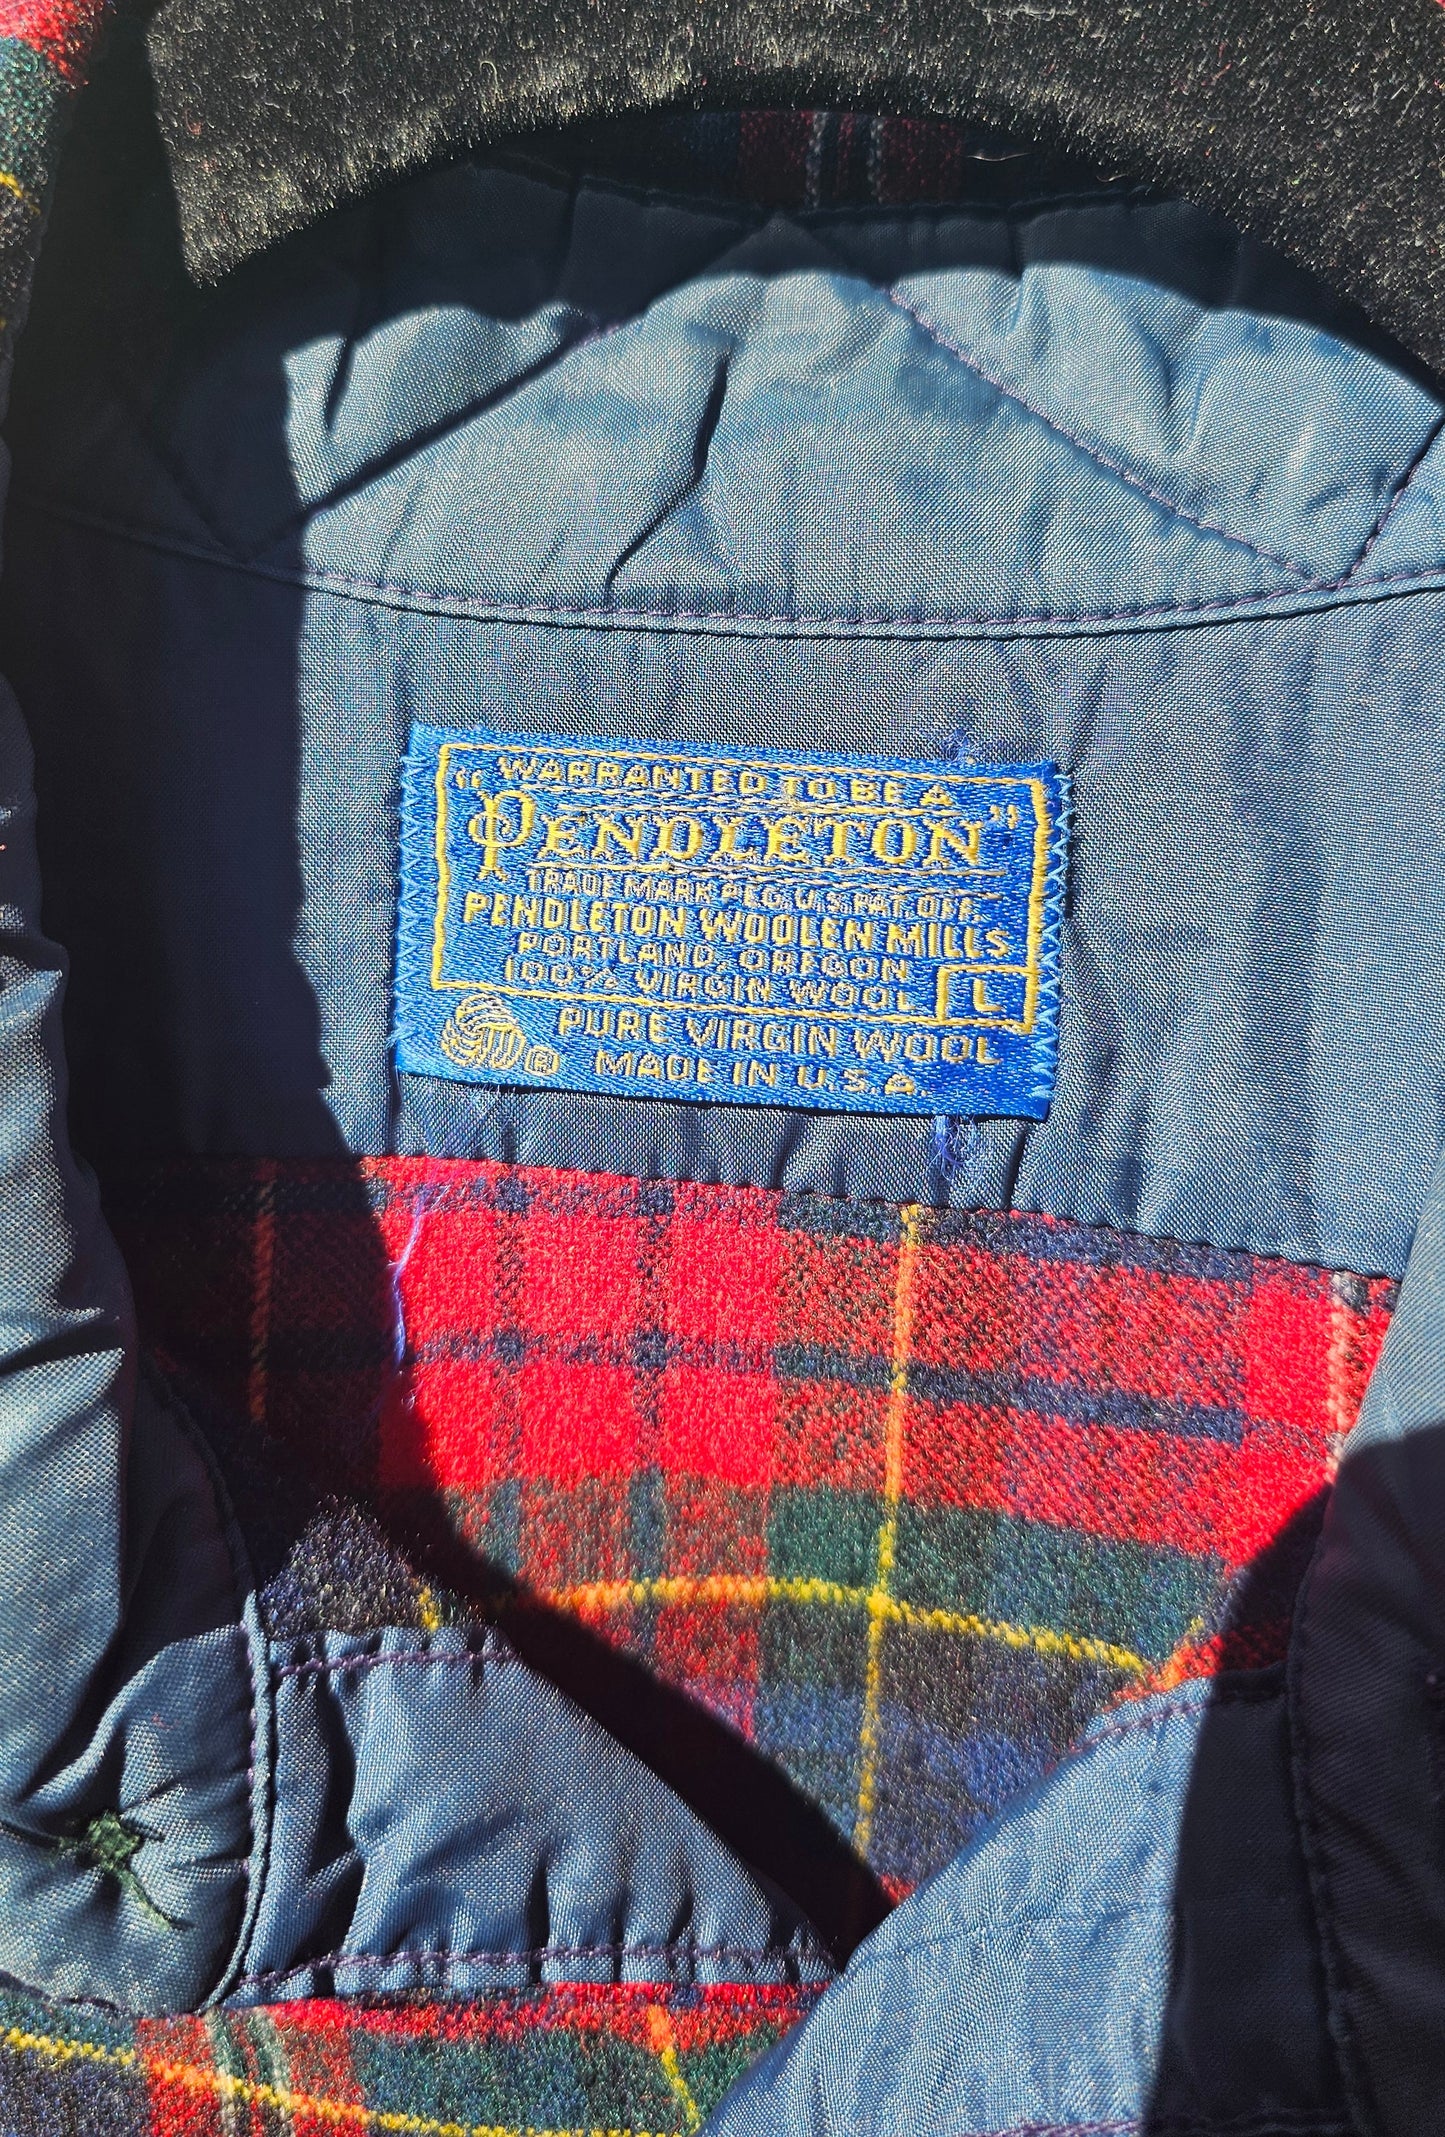 WARRANTED TO BE A
"PENDLETON"
TRADE MARK REG. U.S. PAT. OFF.
PENDLETON WOOLEN MILLS
PORTLAND, OREGON
100% VIRGIN WOOL L
® PURE VIRGIN WOOL
MADE IN U.S.A.